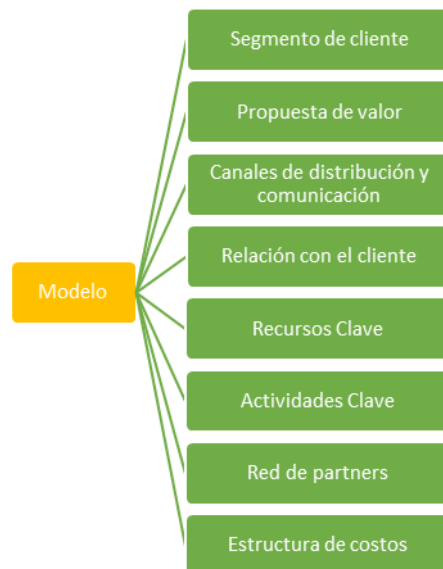 Modelo
Segmento de cliente
Propuesta de valor
Canales de distribución y
comunicación
Relación con el cliente
Recursos Clave
Actividades Clave
Red de partners
Estructura de costos